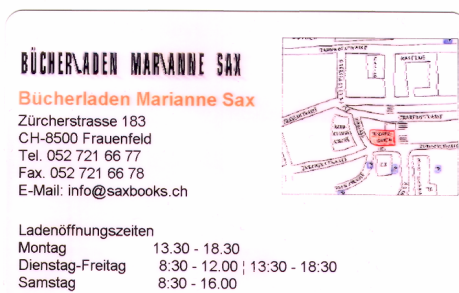 BÜCHERLADEN MARIANNE SAX
Bücherladen Marianne Sax
Zürcherstrasse 183
CH-8500 Frauenfeld
Tel. 052 721 66 77
Fax. 052 721 66 78
E-Mail: info@saxbooks.ch
Ladenöffnungszeiten
Montag 13.30 - 18.30
Dienstag-Freitag 8:30 - 12.00 ¦ 13:30 - 18:30
Samstag 8:30 - 16.00